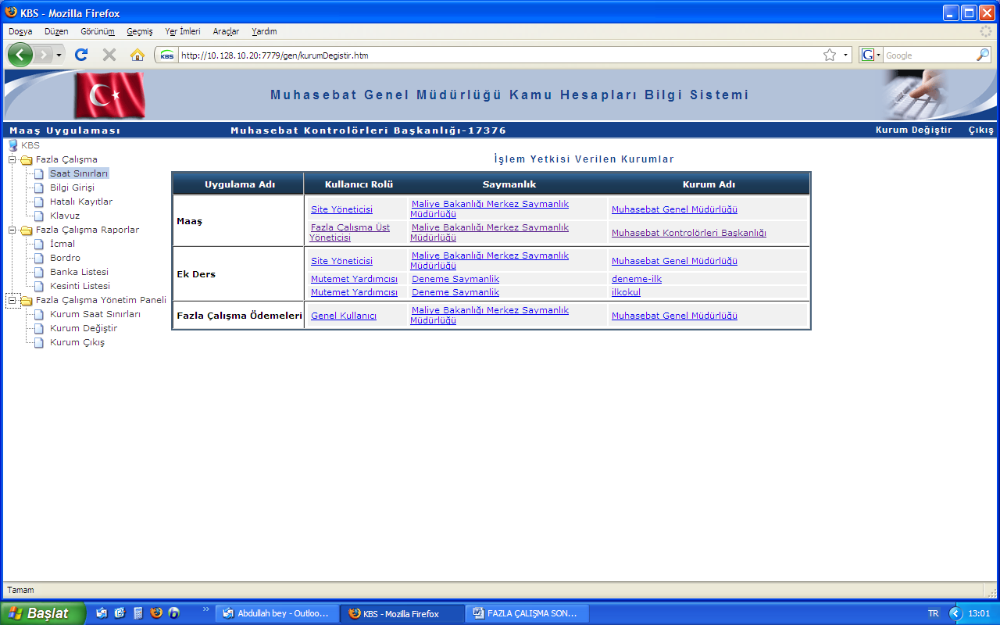 KBS - Mozilla Firefox
Dosya Düzen Görünüm Geçmiş Yer İmleri Araçlar Yardım
KBS http://10.128.10.20:7779/gen/kurumDegistir.htm G Google
Muhasebat Genel Müdürlüğü Kamu Hesapları Bilgi Sistemi
Maaş Uygulaması Muhasebat Kontrolörleri Başkanlığı-17376 Kurum Değiştir Çıkış
KBS
Fazla Çalışma
Saat Sınırları
Bilgi Girişi
Hatalı Kayıtlar
Klavuz
Fazla Çalışma Raporlar
İcmal
Bordro
Banka Listesi
Kesinti Listesi
Fazla Çalışma Yönetim Paneli
Kurum Saat Sınırları
Kurum Değiştir
Kurum Çıkış
İşlem Yetkisi Verilen Kurumlar
Uygulama Adı Kullanıcı Rolü Saymanlık Kurum Adı
Maaş
Site Yöneticisi
Maliye Bakanlığı Merkez Saymanlık
Müdürlüğü
Muhasebat Genel Müdürlüğü
Fazla Çalışma Üst
Yöneticisi
Maliye Bakanlığı Merkez Saymanlık
Müdürlüğü
Muhasebat Kontrolörleri Başkanlığı
Ek Ders
Site Yöneticisi
Maliye Bakanlığı Merkez Saymanlık
Müdürlüğü
Muhasebat Genel Müdürlüğü
Mutemet Yardımcısı Deneme Saymanlik deneme-ilk
Mutemet Yardımcısı Deneme Saymanlik ilkokul
Fazla Çalışma Ödemeleri
Genel Kullanıcı
Maliye Bakanlığı Merkez Saymanlık
Müdürlüğü
Muhasebat Genel Müdürlüğü
Tamam
Başlat Abdullah bey - Outloo... KBS - Mozilla Firefox FAZLA ÇALIŞMA SON... TR 13:01